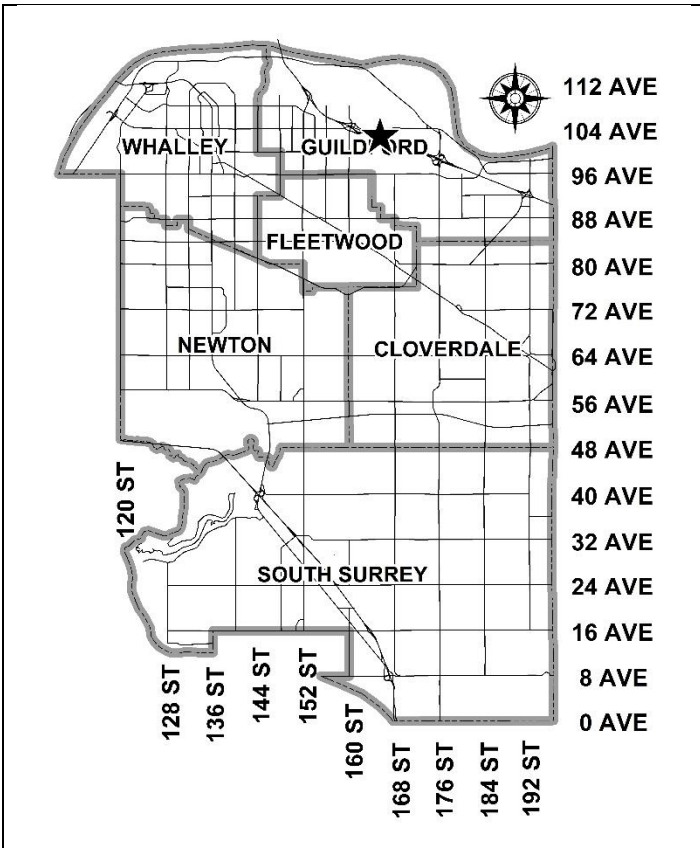 112 AVE
104 AVE
WHALLEY
GUILDFORD
96 AVE
88 AVE
FLEETWOOD
80 AVE
72 AVE
NEWTON
CLOVERDALE
64 AVE
56 AVE
48 AVE
120 ST
40 AVE
32 AVE
SOUTH SURREY
24 AVE
16 AVE
128 ST
136 ST
144 ST
152 ST
160 ST
8 AVE
0 AVE
168 ST
176 ST
184 ST
192 ST